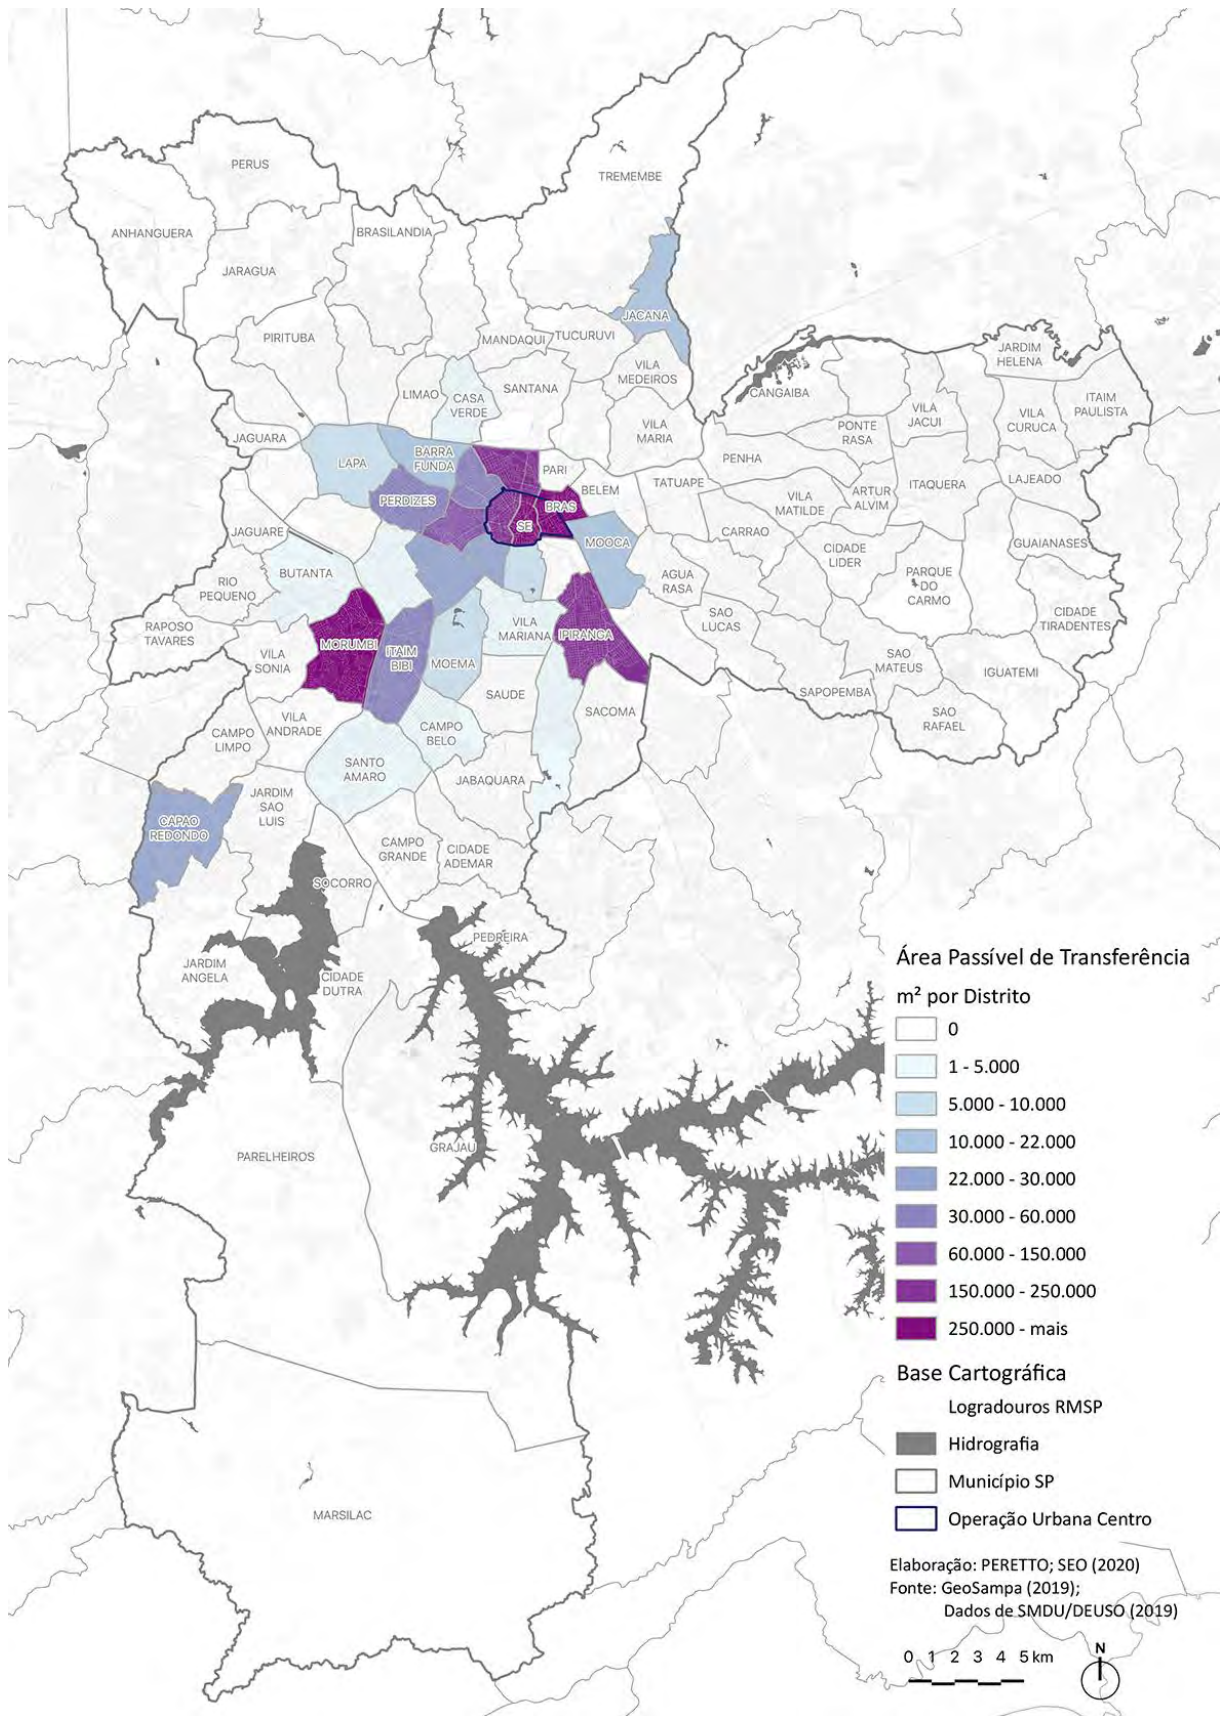 TREMEMBE
PERUS
ANHANGUERA
BRASILANDIA
JARAGUA
JACANA
PIRITUBA
MANDAQUI
TUCURUVI
JARDIM
HELENA
VILA
MEDEIROS
CANGAIBA
LIMAO
CASA
VERDE
SANTANA
ITAIM
PAULISTA
VILA
JACUI
VILA
CURUCA
VILA
MARIA
PONTE
RASA
JAGUARA
LAPA
BARRA
FUNDA
PARI
PENHA
BELEM
TATUAPE
ARTUR
ALVIM
ITAQUERA
LAJEADO
PERDIZES
VILA
MATILDE
BRAS
SE
JAGUARE
MOOCA
CARRAO
CIDADE
LIDER
GUAIANASES
BUTANTA
RIO
PEQUENO
AGUA
RASA
PARQUE
DO
CARMO
CIDADE
TIRADENTES
RAPOSO
TAVARES
VILA
SONIA
MORUMBI
ITAIM
BIBI
MOEMA
VILA
MARIANA
IPIRANGA
SAO
LUCAS
SAO
MATEUS
IGUATEMI
SAUDE
SAPOPEMBA
SAO
RAFAEL
SACOMA
CAMPO
LIMPO
VILA
ANDRADE
CAMPO
BELO
SANTO
AMARO
JABAQUARA
JARDIM
SAO
LUIS
CAPAO
REDONDO
CAMPO
GRANDE
CIDADE
ADEMAR
SOCORRO
PEDREIRA
JARDIM
ANGELA
CIDADE
DUTRA
GRAJAU
PARELHEIROS
MARSILAC
Área Passível de Transferência
m² por Distrito
0
1 - 5.000
5.000 - 10.000
10.000 - 22.000
22.000 - 30.000
30.000 - 60.000
60.000 - 150.000
150.000 - 250.000
250.000 - mais
Base Cartográfica
Logradouros RMSP
Hidrografia
Município SP
Operação Urbana Centro
Elaboração: PERETTO; SEO (2020)
Fonte: GeoSampa (2019);
Dados de SMDU/DEUSO (2019)
0 1 2 3 4 5 km
N